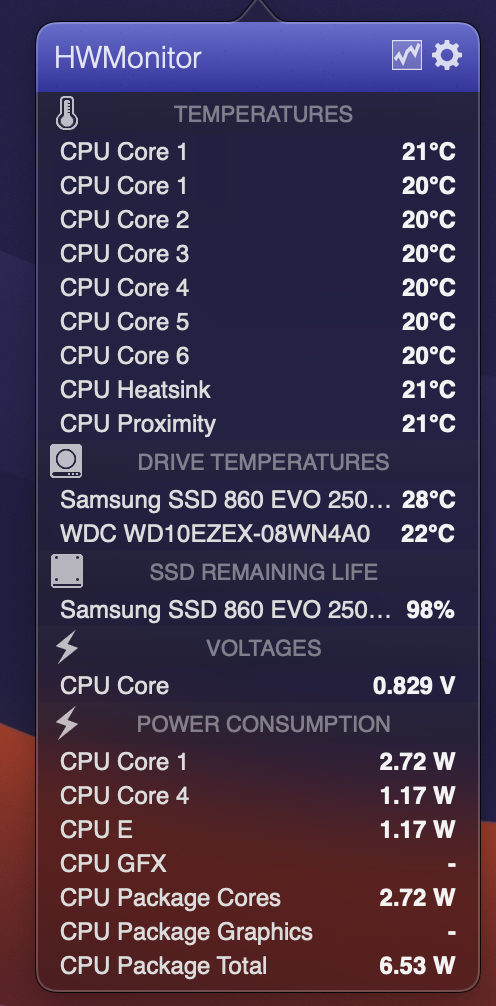 HWMonitor
TEMPERATURES
CPU Core 1 21°C
CPU Core 1 20°C
CPU Core 2 20°C
CPU Core 3 20°C
CPU Core 4 20°C
CPU Core 5 20°C
CPU Core 6 20°C
CPU Heatsink 21°C
CPU Proximity 21°C
DRIVE TEMPERATURES
Samsung SSD 860 EVO 250... 28°C
WDC WD10EZEX-08WN4A0 22°C
SSD REMAINING LIFE
Samsung SSD 860 EVO 250... 98%
VOLTAGES
CPU Core 0.829 V
POWER CONSUMPTION
CPU Core 1 2.72 W
CPU Core 4 1.17 W
CPU E 1.17 W
CPU GFX -
CPU Package Cores 2.72 W
CPU Package Graphics -
CPU Package Total 6.53 W